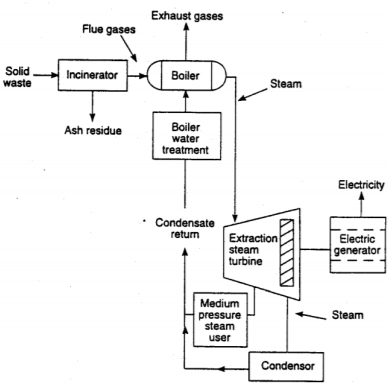 Exhaust gases
Flue gases
Solid
waste
Incinerator
Boiler
Steam
Ash residue
Boiler
water
treatment
Electricity
Condensate
return
Extraction
steam
turbine
Electric
generator
Medium
pressure
steam
user
Steam
Condensor